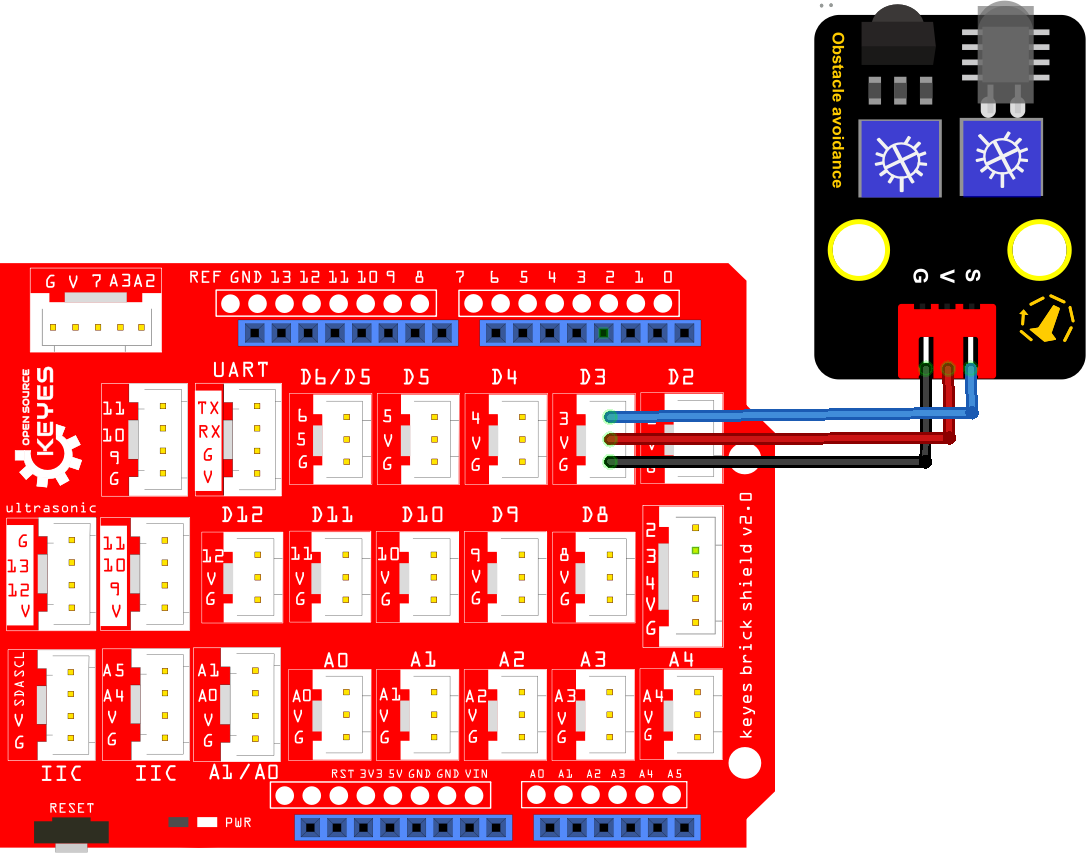 Obstacle avoidance
G V S
G V 7 A3 A2
REF GND 13 12 11 10 9 8 7 6 5 4 3 2 1 0
OPEN SOURCE
KEYES
UART
D6/D5
D5
D4
D3
D2
11
10
9
G
TX
RX
G
V
6
5
G
5
V
G
4
V
G
3
V
G
G
ultrasonic
D12
D11
D10
D9
D8
G
13
12
V
11
10
9
V
12
V
G
11
V
G
10
V
G
9
V
G
8
V
G
2
3
4
V
G
keyes brick shield v2.0
A0
A1
A2
A3
A4
SCL
SDA
V
G
A5
A4
V
G
A1
A0
V
G
A0
V
G
A1
V
G
A2
V
G
A3
V
G
A4
V
G
IIC
IIC
A1/A0
RST 3V3 5V GND GND VIN
A0 A1 A2 A3 A4 A5
RESET
PWR